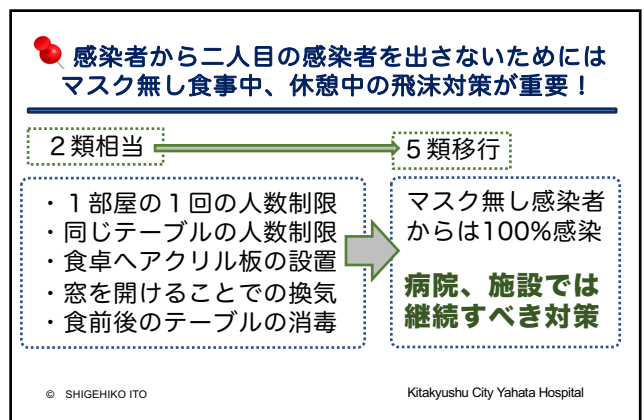 感染者から二人目の感染者を出さないためには
マスク無し食事中、休憩中の飛沫対策が重要！
２類相当
５類移行
・１部屋の１回の人数制限
・同じテーブルの人数制限
・食卓へアクリル板の設置
・窓を開けることでの換気
・食前後のテーブルの消毒
マスク無し感染者
からは100%感染
病院、施設では
継続すべき対策
© SHIGEHIKO ITO
Kitakyushu City Yahata Hospital